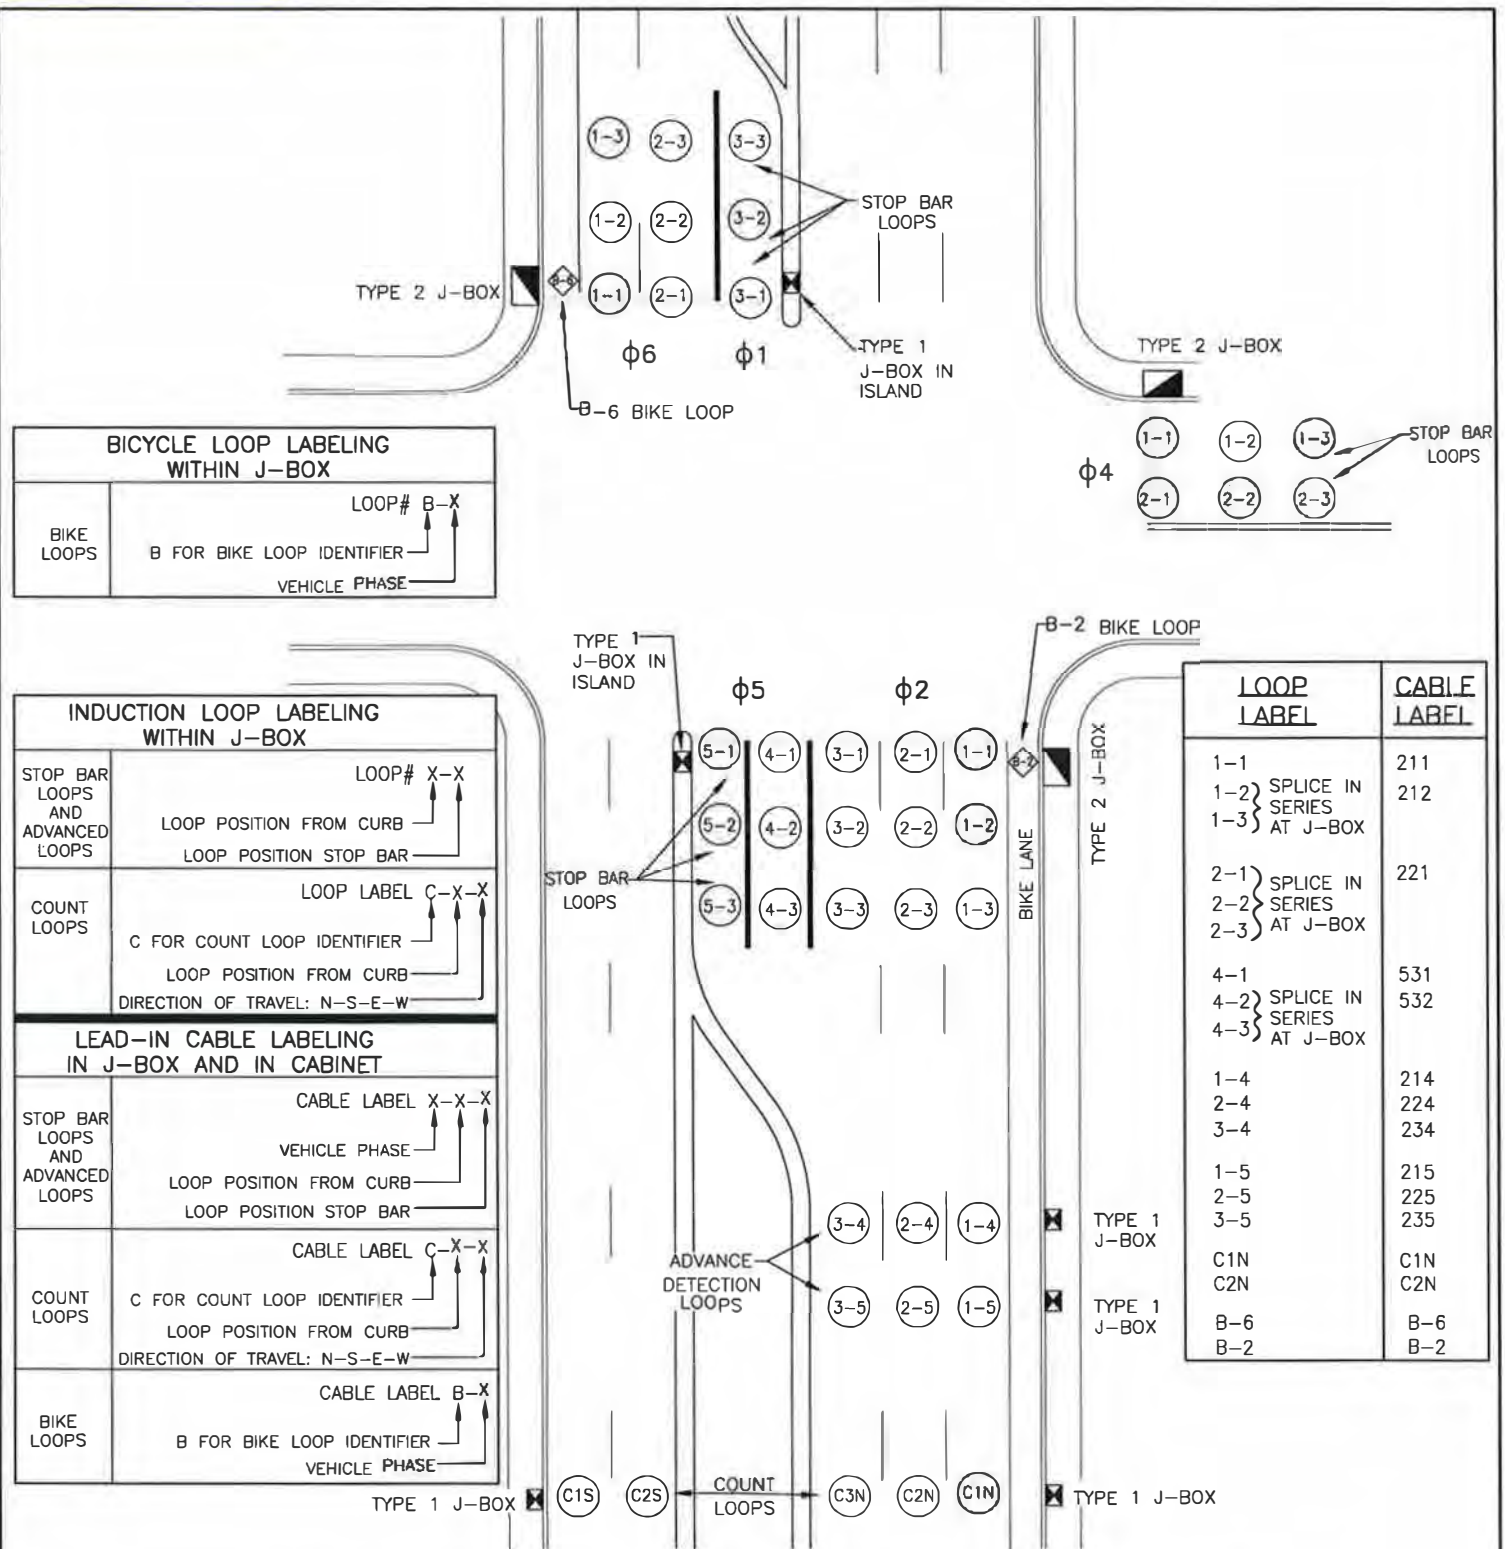 1-3 2-3 3-3
STOP BAR
LOOPS
1-2 2-2 3-2
TYPE 2 J-BOX
B-6
1-1 2-1 3-1
ϕ6 ϕ1
TYPE 1
J-BOX IN
ISLAND
B-6 BIKE LOOP
TYPE 2 J-BOX
ϕ4
1-1 1-2 1-3
2-1 2-2 2-3
STOP BAR
LOOPS
BICYCLE LOOP LABELING
WITHIN J-BOX
BIKE
LOOPS
LOOP# B-X
B FOR BIKE LOOP IDENTIFIER
VEHICLE PHASE
TYPE 1
J-BOX IN
ISLAND
B-2 BIKE LOOP
ϕ5 ϕ2
INDUCTION LOOP LABELING
WITHIN J-BOX
STOP BAR
LOOPS
AND
ADVANCED
LOOPS
LOOP# X-X
LOOP POSITION FROM CURB
LOOP POSITION STOP BAR
COUNT
LOOPS
LOOP LABEL C-X-X
C FOR COUNT LOOP IDENTIFIER
LOOP POSITION FROM CURB
DIRECTION OF TRAVEL: N-S-E-W
LEAD-IN CABLE LABELING
IN J-BOX AND IN CABINET
STOP BAR
LOOPS
AND
ADVANCED
LOOPS
CABLE LABEL X-X-X
VEHICLE PHASE
LOOP POSITION FROM CURB
LOOP POSITION STOP BAR
COUNT
LOOPS
CABLE LABEL C-X-X
C FOR COUNT LOOP IDENTIFIER
LOOP POSITION FROM CURB
DIRECTION OF TRAVEL: N-S-E-W
BIKE
LOOPS
CABLE LABEL B-X
B FOR BIKE LOOP IDENTIFIER
VEHICLE PHASE
5-1 4-1 3-1 2-1 1-1
B-2
5-2 4-2 3-2 2-2 1-2
5-3 4-3 3-3 2-3 1-3
STOP BAR
LOOPS
BIKE LANE
TYPE 2 J-BOX
3-4 2-4 1-4
TYPE 1
J-BOX
ADVANCE
DETECTION
LOOPS
3-5 2-5 1-5
TYPE 1
J-BOX
TYPE 1 J-BOX
C1S C2S
COUNT
LOOPS
C3N C2N C1N
TYPE 1 J-BOX
LOOP CABLE
LABEL LABEL
1-1 211
1-2 SPLICE IN 212
SERIES
1-3 AT J-BOX
2-1 SPLICE IN 221
2-2 SERIES
2-3 AT J-BOX
4-1 531
4-2 SPLICE IN 532
SERIES
4-3 AT J-BOX
1-4 214
2-4 224
3-4 234
1-5 215
2-5 225
3-5 235
C1N C1N
C2N C2N
B-6 B-6
B-2 B-2